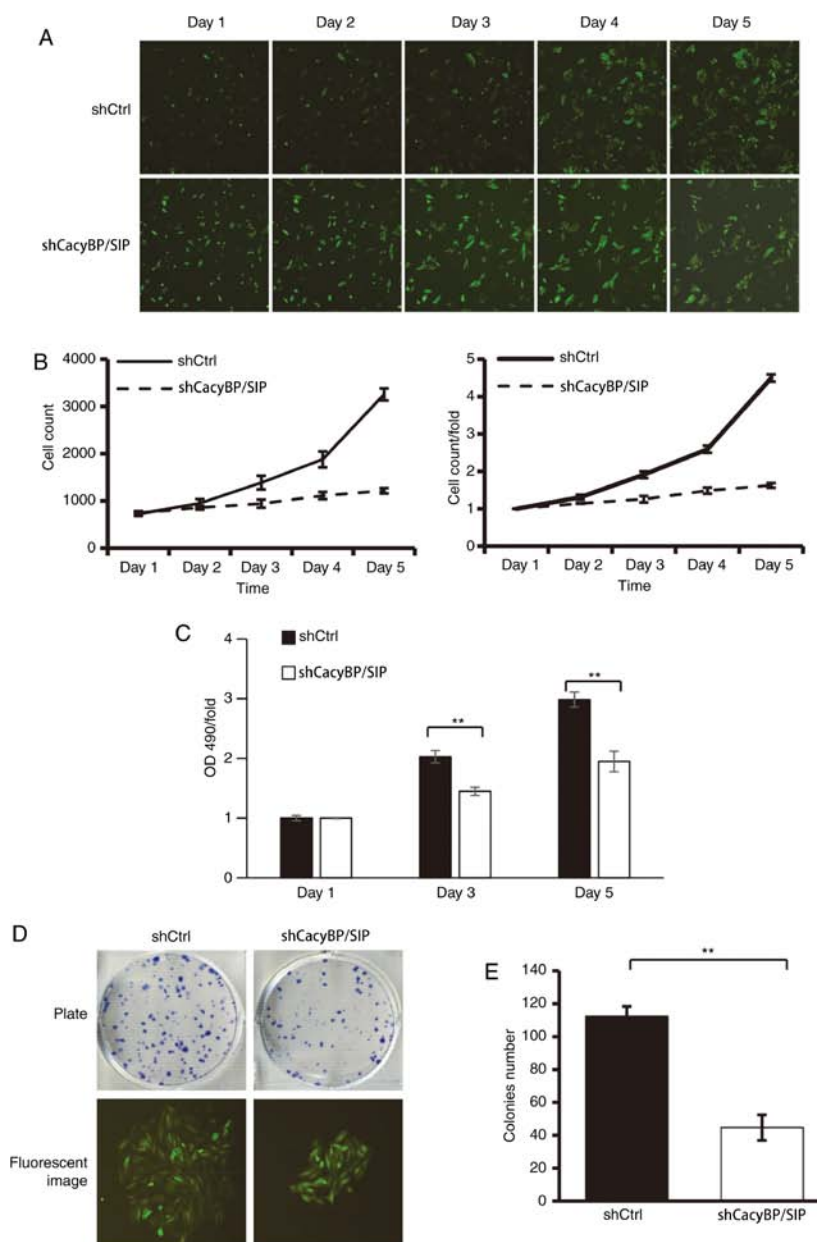 Day 1 Day 2 Day 3 Day 4 Day 5
A
shCtrl
shCacyBP/SIP
B
4000
3000
2000
1000
0
Cell count
shCtrl
shCacyBP/SIP
Day 1 Day 2 Day 3 Day 4 Day 5
Time
5
4
3
2
1
0
Cell count/fold
shCtrl
shCacyBP/SIP
Day 1 Day 2 Day 3 Day 4 Day 5
Time
C
4
3
2
1
0
OD 490/fold
shCtrl
shCacyBP/SIP
**
**
Day 1 Day 3 Day 5
D
shCtrl shCacyBP/SIP
Plate
Fluorescent
image
E
**
140
120
100
80
60
40
20
0
Colonies number
shCtrl shCacyBP/SIP